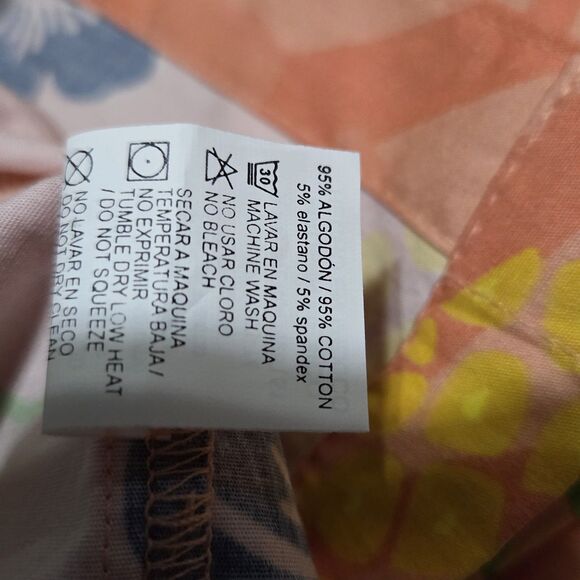 95% ALGODÓN / 95% COTTON
5% elastano / 5% spandex
30 LAVAR EN MAQUINA
MACHINE WASH
NO USAR CLORO
NO BLEACH
SECAR A MAQUINA
TEMPERATURA BAJA /
NO EXPRIMIR
TUMBLE DRY LOW HEAT
/ DO NOT SQUEEZE
NO LAVAR EN SECO
DO NOT DRY CLEAN